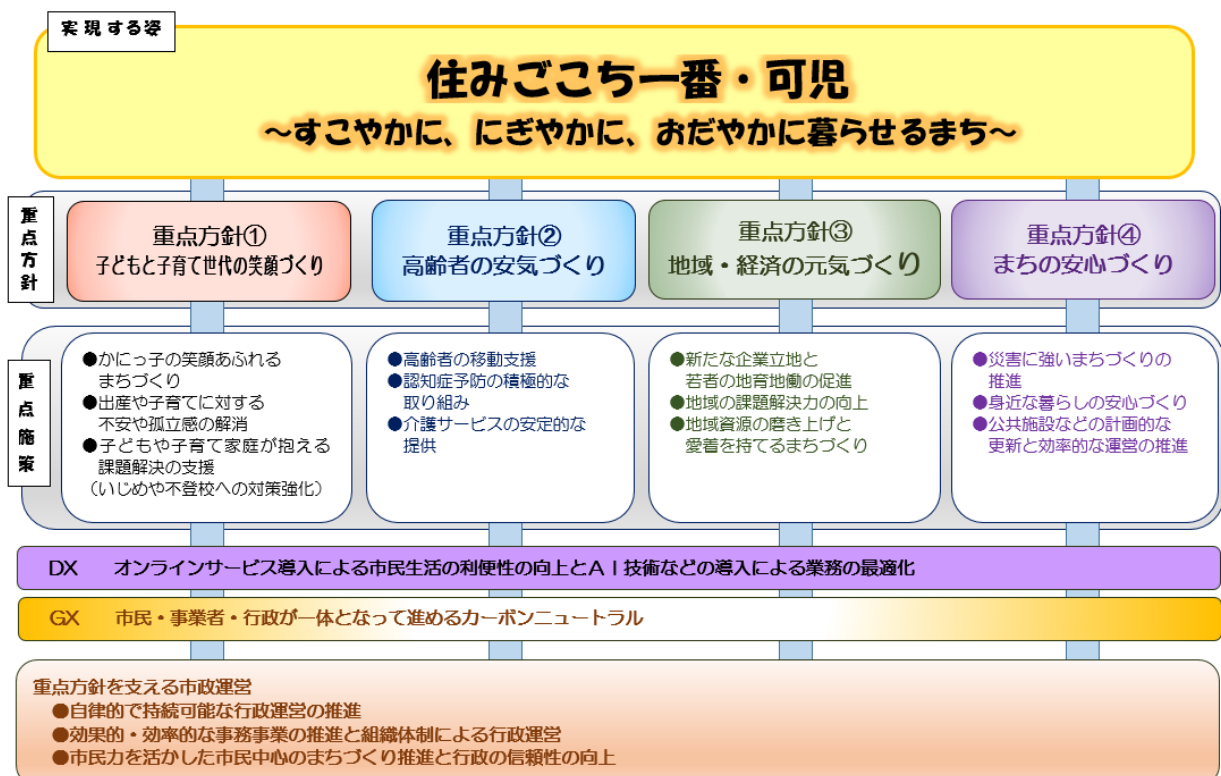 実現する姿
住みごこち一番・可児
～すこやかに、にぎやかに、おだやかに暮らせるまち～
重点方針
重点方針①
子どもと子育て世代の笑顔づくり
重点方針②
高齢者の安気づくり
重点方針③
地域・経済の元気づくり
重点方針④
まちの安心づくり
重点施策
●かにっ子の笑顔あふれる
まちづくり
●出産や子育てに対する
不安や孤立感の解消
●子どもや子育て家庭が抱える
課題解決の支援
（いじめや不登校への対策強化）
●高齢者の移動支援
●認知症予防の積極的な
取り組み
●介護サービスの安定的な
提供
●新たな企業立地と
若者の地育地働の促進
●地域の課題解決力の向上
●地域資源の磨き上げと
愛着を持てるまちづくり
●災害に強いまちづくりの
推進
●身近な暮らしの安心づくり
●公共施設などの計画的な
更新と効率的な運営の推進
DX オンラインサービス導入による市民生活の利便性の向上とＡＩ技術などの導入による業務の最適化
GX 市民・事業者・行政が一体となって進めるカーボンニュートラル
重点方針を支える市政運営
●自律的で持続可能な行政運営の推進
●効果的・効率的な事務事業の推進と組織体制による行政運営
●市民力を活かした市民中心のまちづくり推進と行政の信頼性の向上